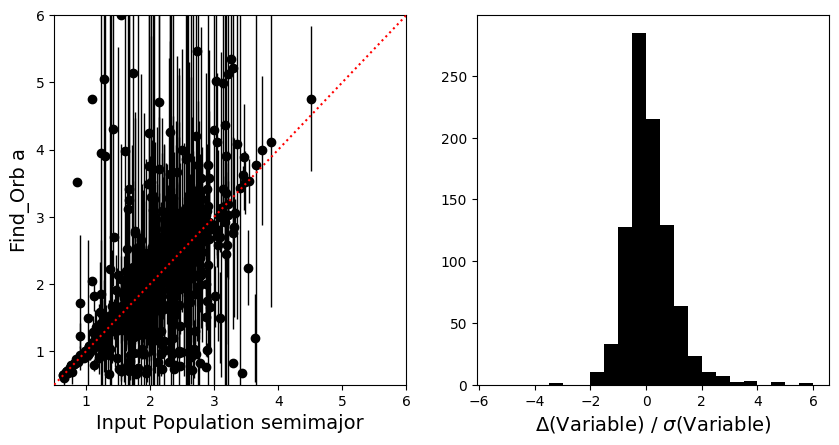 6
5
4
3
2
1
Find_Orb a
1 2 3 4 5 6
Input Population semimajor
250
200
150
100
50
0
−6 −4 −2 0 2 4 6
Δ(Variable) / σ(Variable)